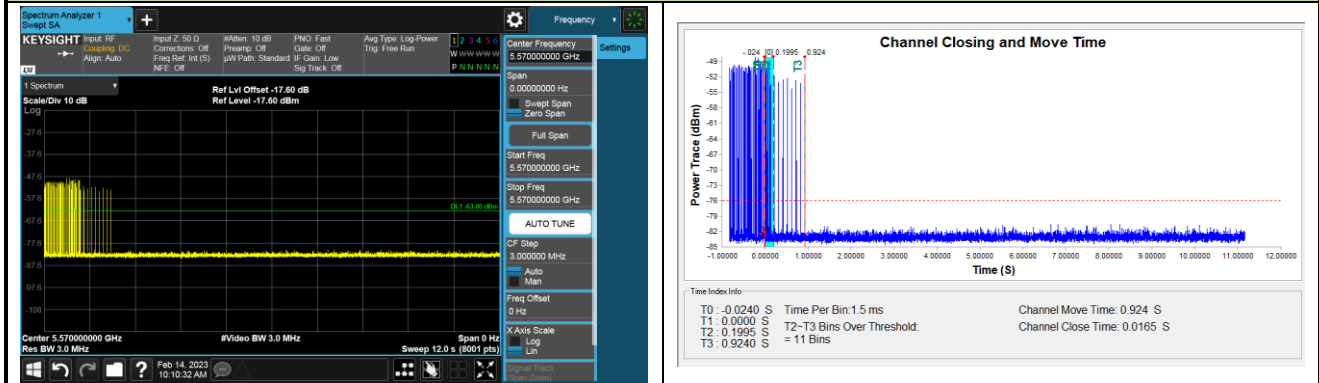 Spectrum Analyzer 1
Swept SA
+
Frequency
KEYSIGHT
Input: RF
Coupling: DC
Align: Auto
Input Z: 50 Ω
Corrections: Off
Freq Ref: Int (S)
NFE: Off
#Atten: 10 dB
Preamp: Off
µW Path: Standard
PNO: Fast
Gate: Off
IF Gain: Low
Sig Track: Off
Avg Type: Log-Power
Trig: Free Run
1 2 3 4 5 6
W W W W W W
P N N N N N
LXI
1 Spectrum
Scale/Div 10 dB
Log
Ref Lvl Offset -17.60 dB
Ref Level -17.60 dBm
-27.6
-37.6
-47.6
-57.6
-67.6
-77.6
-87.6
-97.6
-108
DL1 -63.00 dBm
Center 5.570000000 GHz
Res BW 3.0 MHz
#Video BW 3.0 MHz
Span 0 Hz
Sweep 12.0 s (8001 pts)
Feb 14, 2023
10:10:32 AM
Center Frequency
5.570000000 GHz
Settings
Span
0.00000000 Hz
Swept Span
Zero Span
Full Span
Start Freq
5.570000000 GHz
Stop Freq
5.570000000 GHz
AUTO TUNE
CF Step
3.000000 MHz
Auto
Man
Freq Offset
0 Hz
X Axis Scale
Log
Lin
Signal Track
(Span Zoom)
Channel Closing and Move Time
-.024 .0 0.1995 0.924
T3
Power Trace (dBm)
-49
-52
-55
-58
-61
-64
-67
-70
-73
-76
-79
-82
-85
-1.00000 0.00000 1.00000 2.00000 3.00000 4.00000 5.00000 6.00000 7.00000 8.00000 9.00000 10.00000 11.00000 12.00000
Time (S)
Time Index Info
T0 : -0.0240 S
T1 : 0.0000 S
T2 : 0.1995 S
T3 : 0.9240 S
Time Per Bin:1.5 ms
T2~T3 Bins Over Threshold:
= 11 Bins
Channel Move Time: 0.924 S
Channel Close Time: 0.0165 S